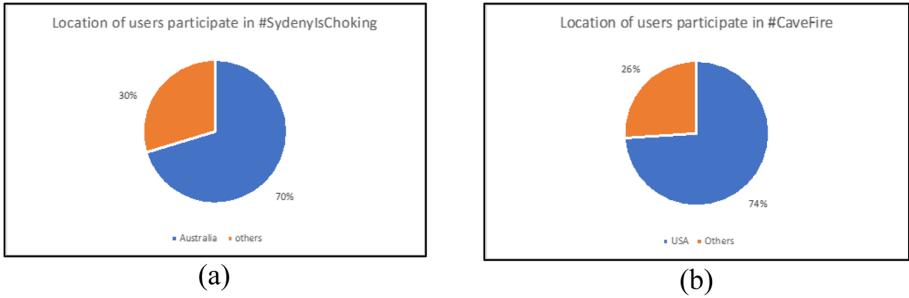 Location of users participate in #SydenyIsChoking
30%
70%
Australia others
(a)
Location of users participate in #CaveFire
26%
74%
USA Others
(b)